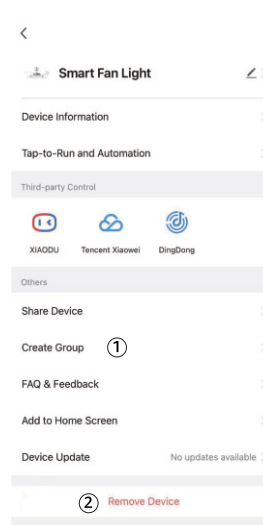 Smart Fan Light
Device Information
Tap-to-Run and Automation
Third-party Control
XIAODU Tencent Xiaowei DingDong
Others
Share Device
Create Group ①
FAQ & Feedback
Add to Home Screen
Device Update No updates available
② Remove Device